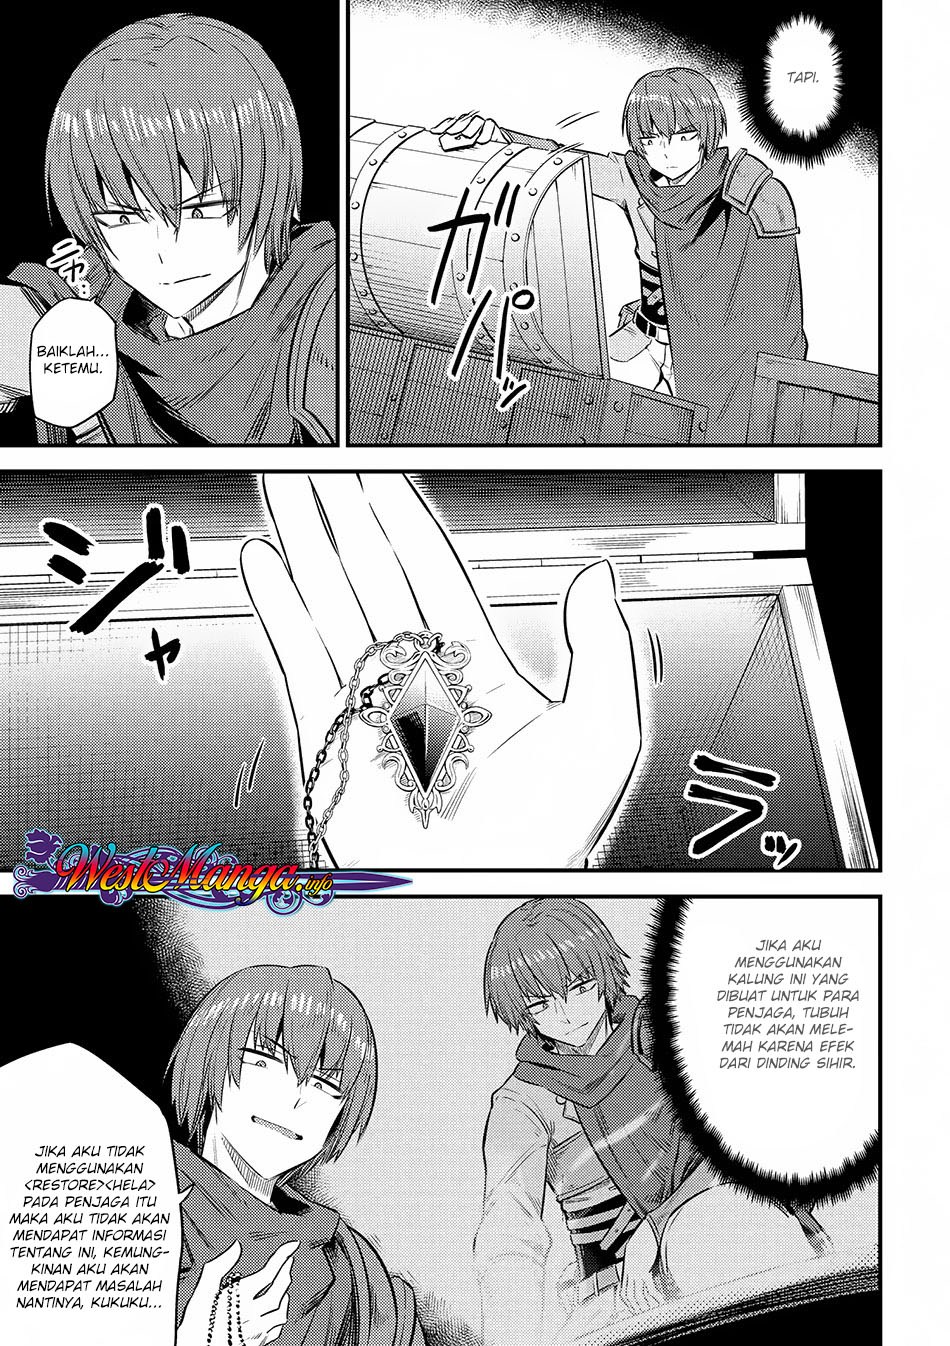 TAPI.
ガパッ
ニヤ…
BAIKLAH...
KETEMU.
ジャ
ラッ
WestManga.info
JIKA AKU
MENGGUNAKAN
KALUNG INI YANG
DIBUAT UNTUK PARA
PENJAGA, TUBUH
TIDAK AKAN MELE-
MAH KARENA EFEK
DARI DINDING SIHIR.
JIKA AKU TIDAK
MENGGUNAKAN
<RESTORE><HELA>
PADA PENJAGA ITU
MAKA AKU TIDAK AKAN
MENDAPAT INFORMASI
TENTANG INI, KEMUNG-
KINAN AKU AKAN
MENDAPAT MASALAH
NANTINYA, KUKUKU...